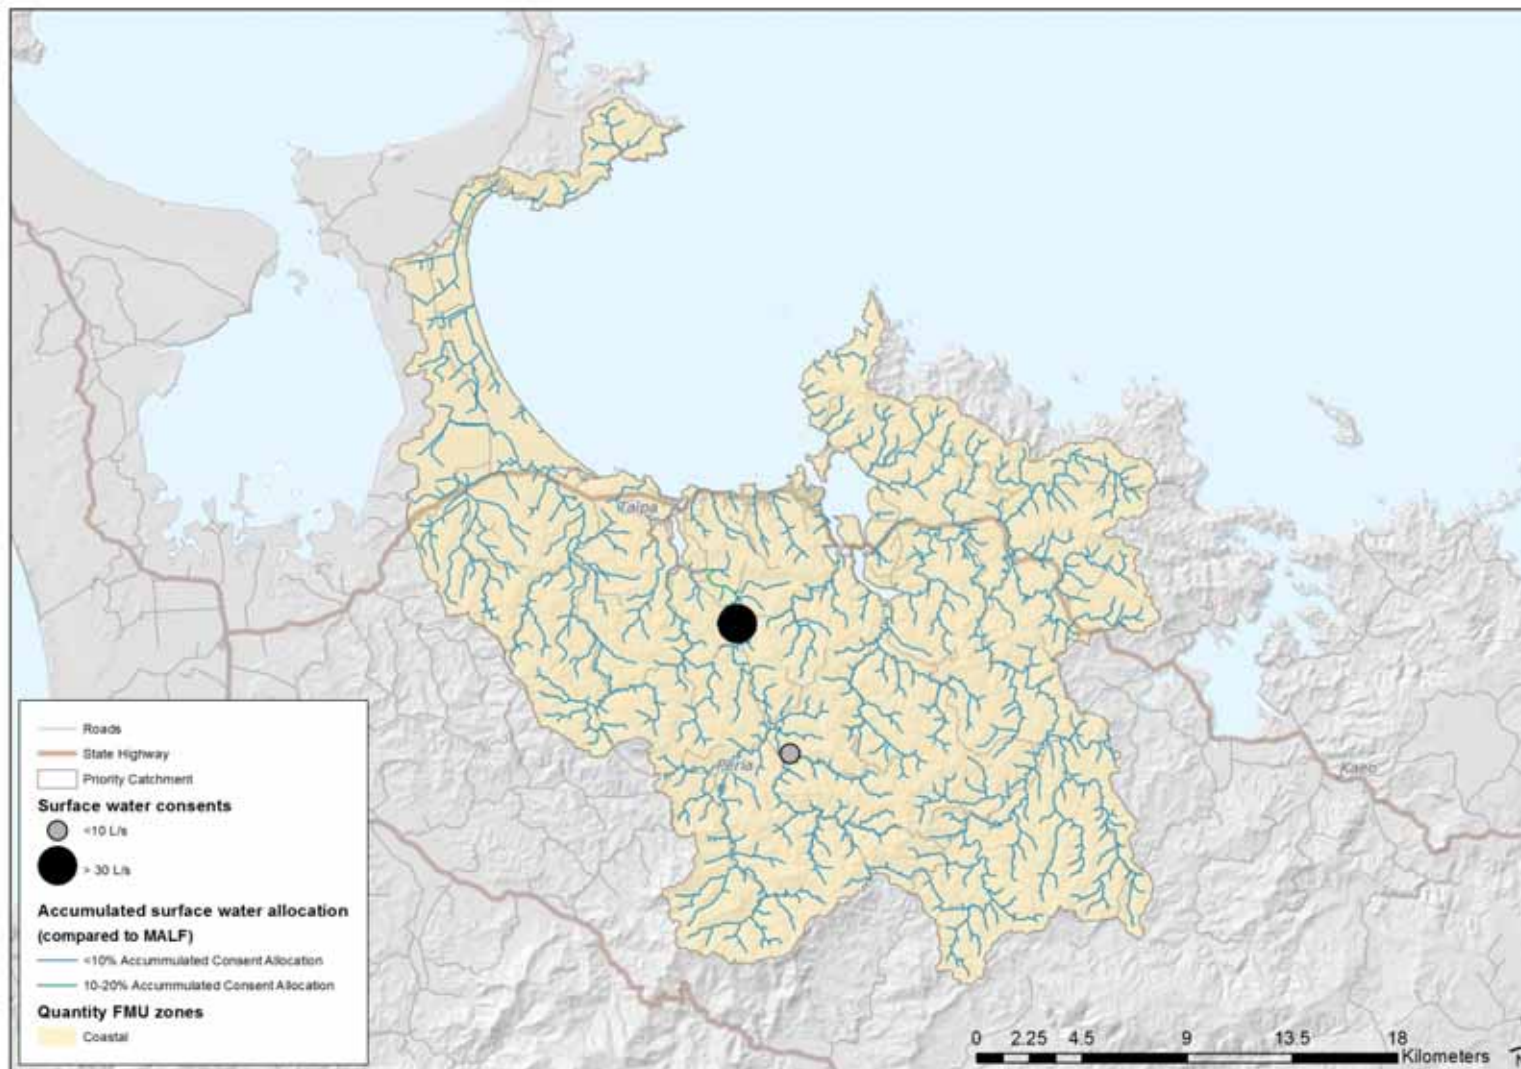 Taipa
Peria
Kaeo
Roads
State Highway
Priority Catchment
Surface water consents
<10 L/s
> 30 L/s
Accumulated surface water allocation
(compared to MALF)
<10% Accummulated Consent Allocation
10-20% Accummulated Consent Allocation
Quantity FMU zones
Coastal
0 2.25 4.5 9 13.5 18
Kilometers